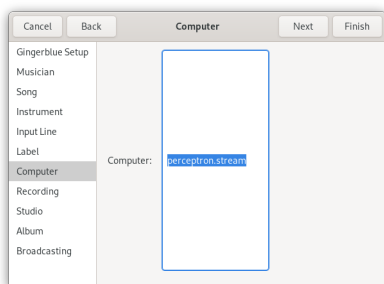 Cancel Back Computer Next Finish
Gingerblue Setup
Musician
Song
Instrument
Input Line
Label
Computer
Computer: perceptron.stream
Recording
Studio
Album
Broadcasting